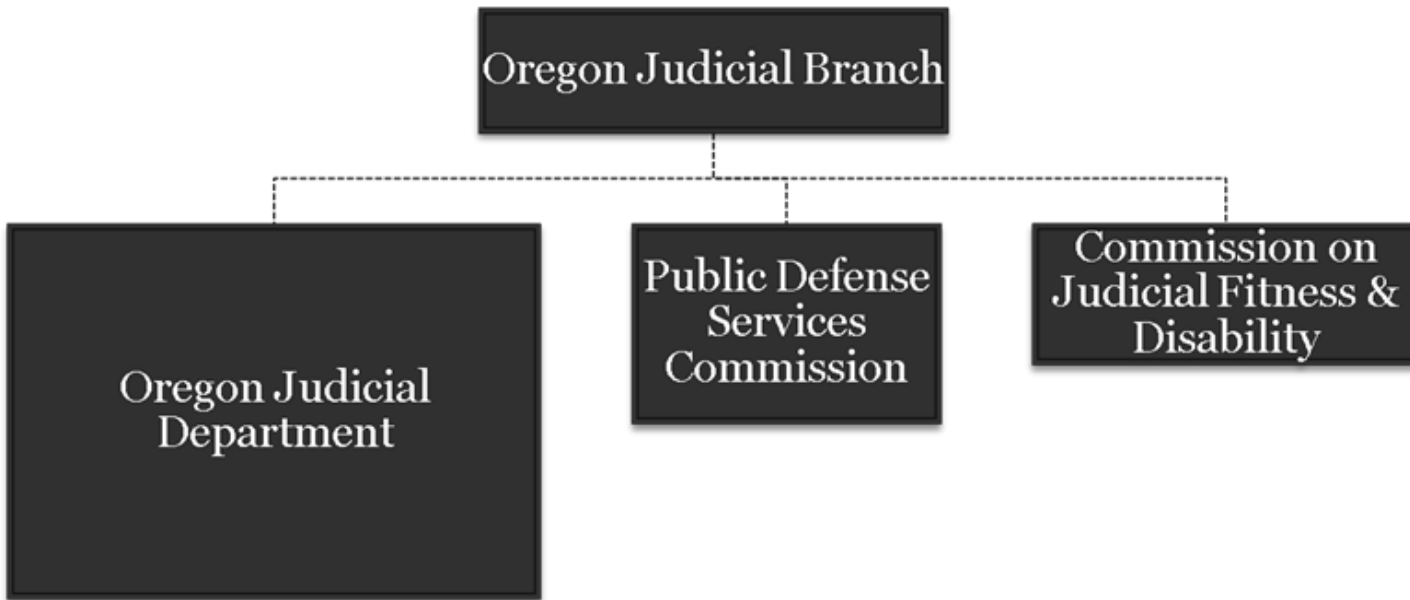 Oregon Judicial Branch
Oregon Judicial
Department
Public Defense
Services
Commission
Commission on
Judicial Fitness &
Disability